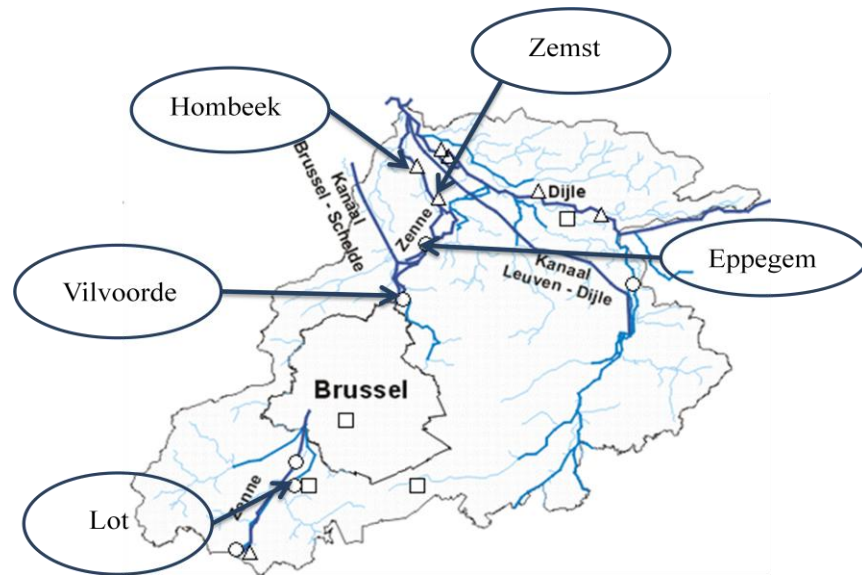 Zemst
Hombeek
Kanaal
Brussel - Schelde
Dijle
Zenne
Eppegem
Kanaal
Leuven - Dijle
Vilvoorde
Brussel
Zenne
Lot